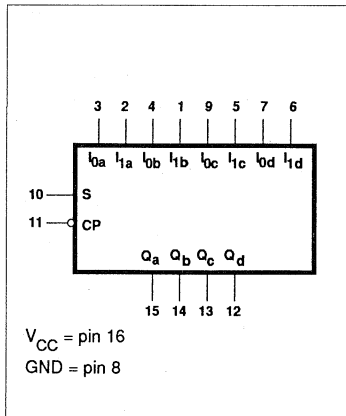 3 2 4 1 9 5 7 6
I0a I1a I0b I1b I0c I1c I0d I1d
10 S
11 CP
Qa Qb Qc Qd
15 14 13 12
VCC = pin 16
GND = pin 8